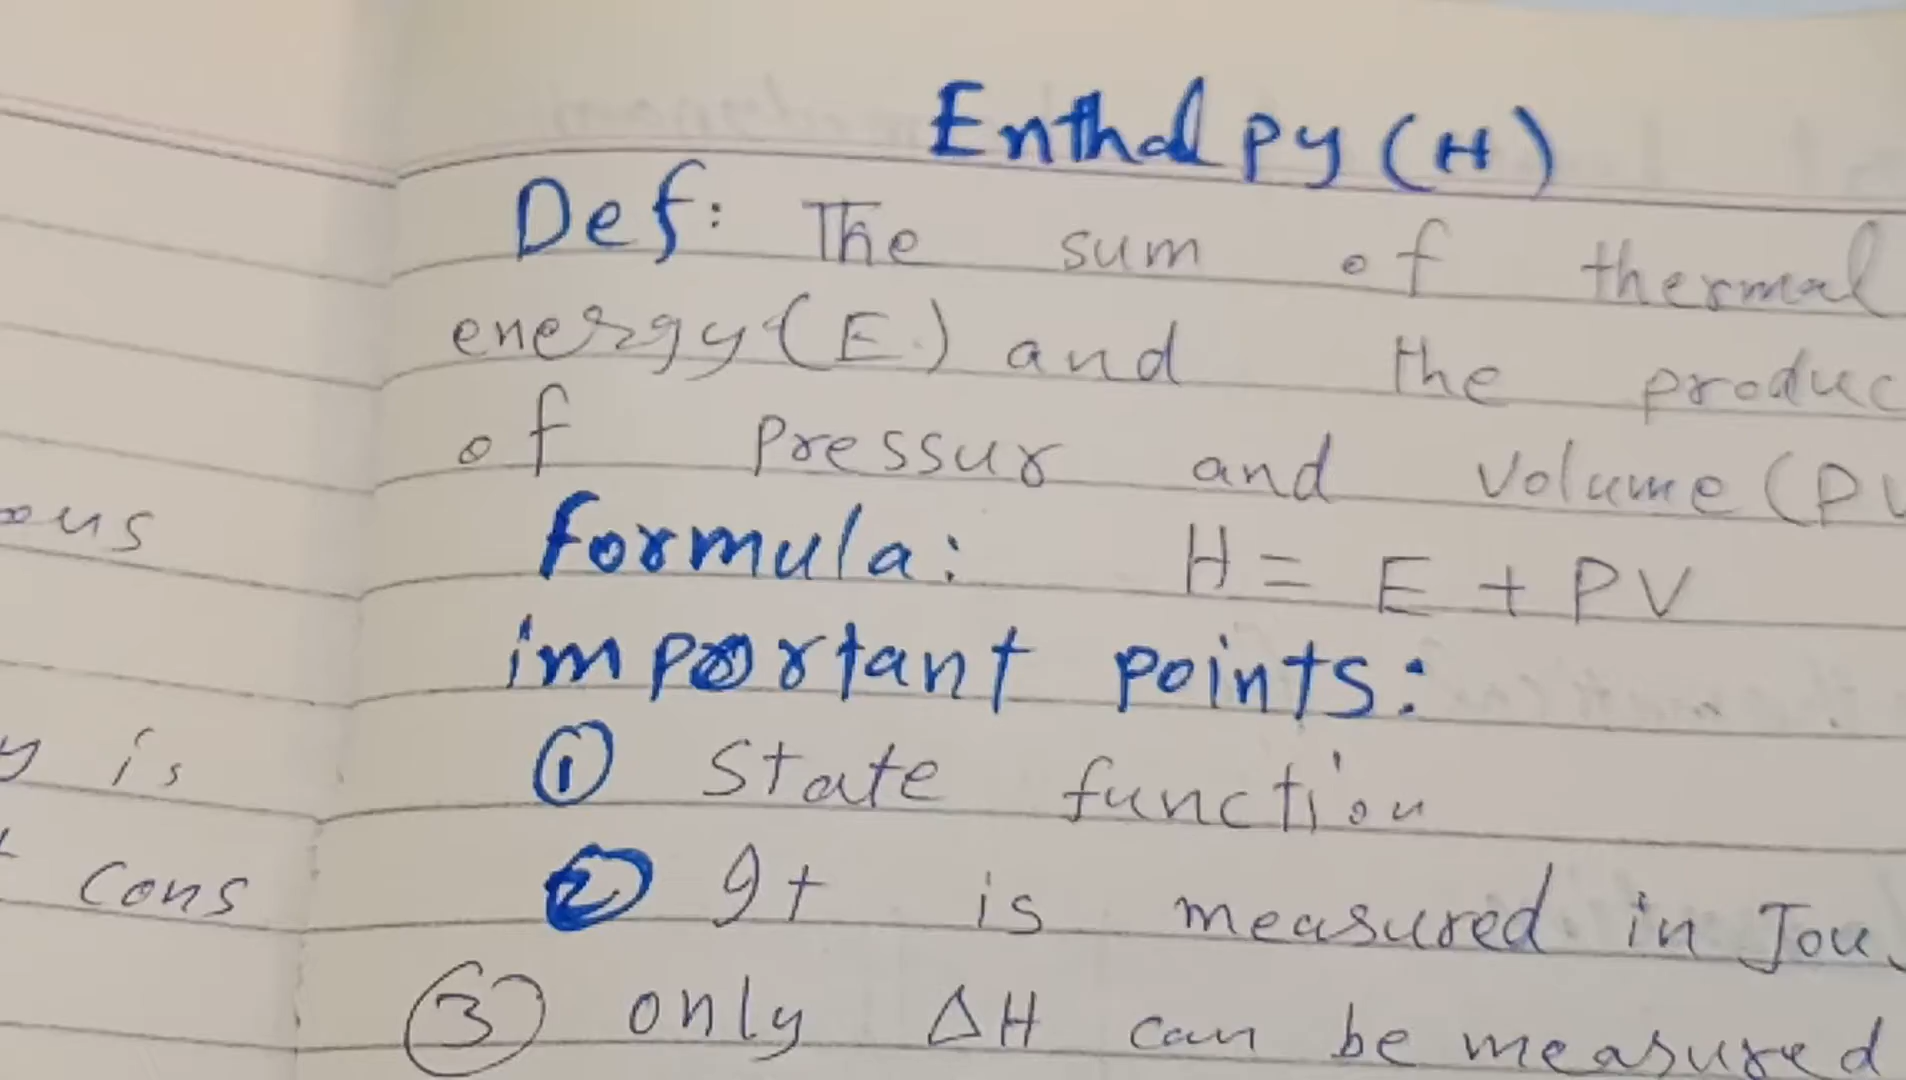 Enthalpy (H)
Def: The sum of thermal
energy (E) and the produc
of Pressur and Volume (PV
formula: H = E + PV
important points:
① State function
② It is measured in Jou
③ only ΔH can be measured
ous
y is
cons